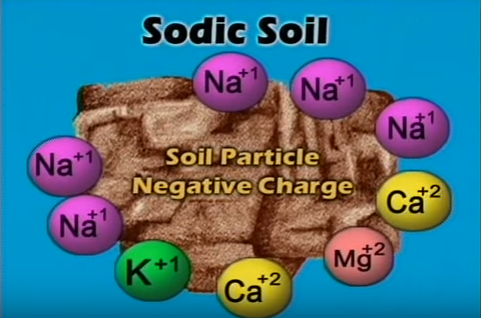 Sodic Soil
Na+1
Na+1
Na+1
Na+1
Soil Particle
Negative Charge
Ca+2
Na+1
K+1
Mg+2
Ca+2